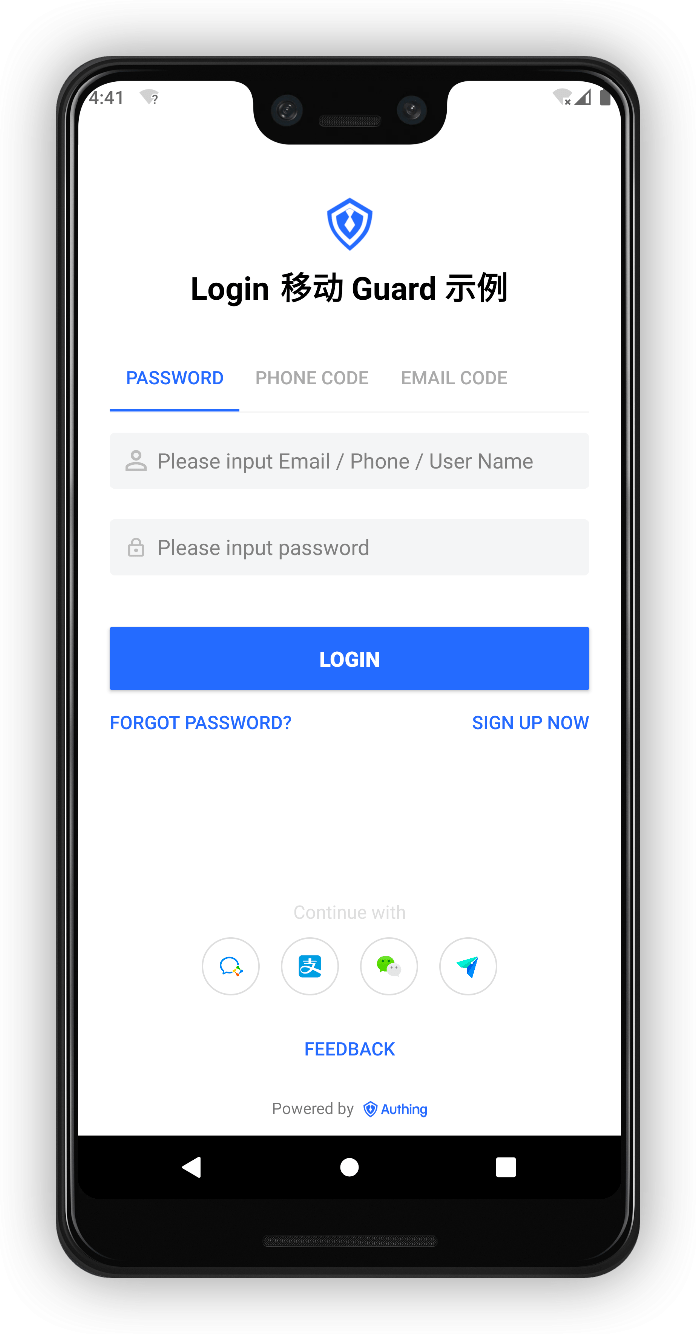 4:41
Login 移动 Guard 示例
PASSWORD PHONE CODE EMAIL CODE
Please input Email / Phone / User Name
Please input password
LOGIN
FORGOT PASSWORD? SIGN UP NOW
Continue with
支
FEEDBACK
Powered by Authing